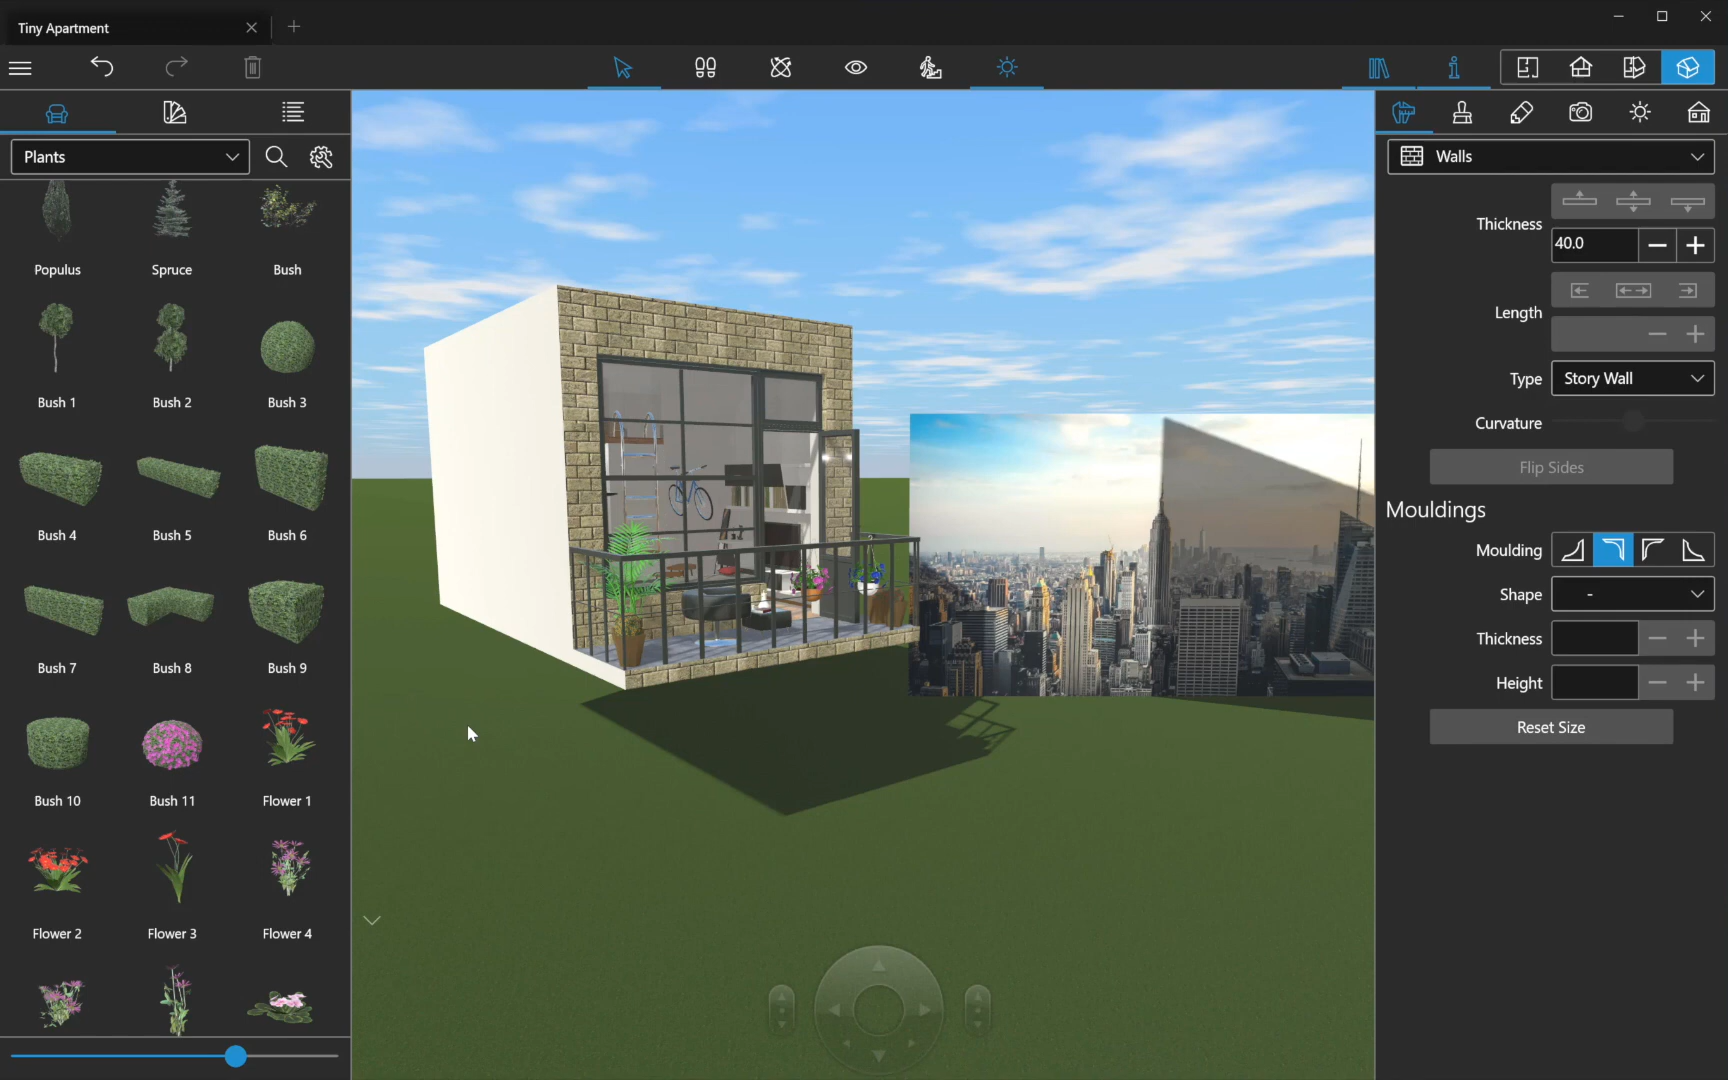 Tiny Apartment
Plants
Populus
Spruce
Bush
Bush 1
Bush 2
Bush 3
Bush 4
Bush 5
Bush 6
Bush 7
Bush 8
Bush 9
Bush 10
Bush 11
Flower 1
Flower 2
Flower 3
Flower 4
Walls
Thickness
40.0
Length
Type
Story Wall
Curvature
Flip Sides
Mouldings
Moulding
Shape
-
Thickness
Height
Reset Size